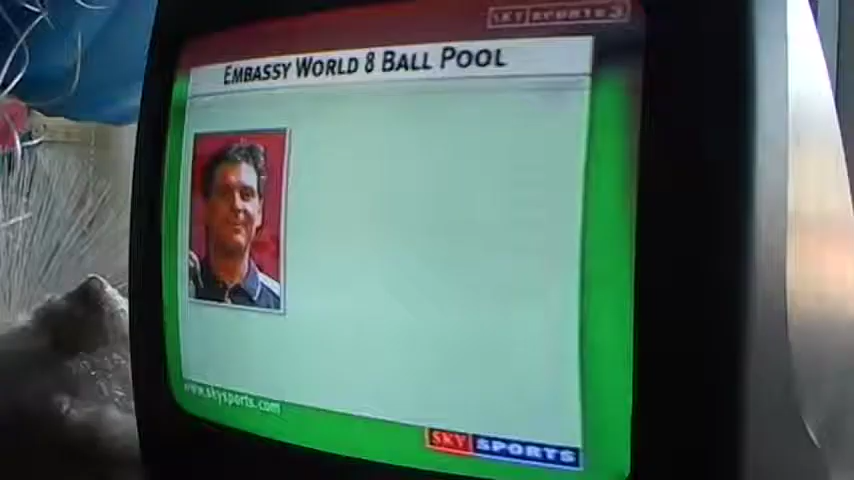 SKY SPORTS 3
EMBASSY WORLD 8 BALL POOL
www.skysports.com
SKY SPORTS